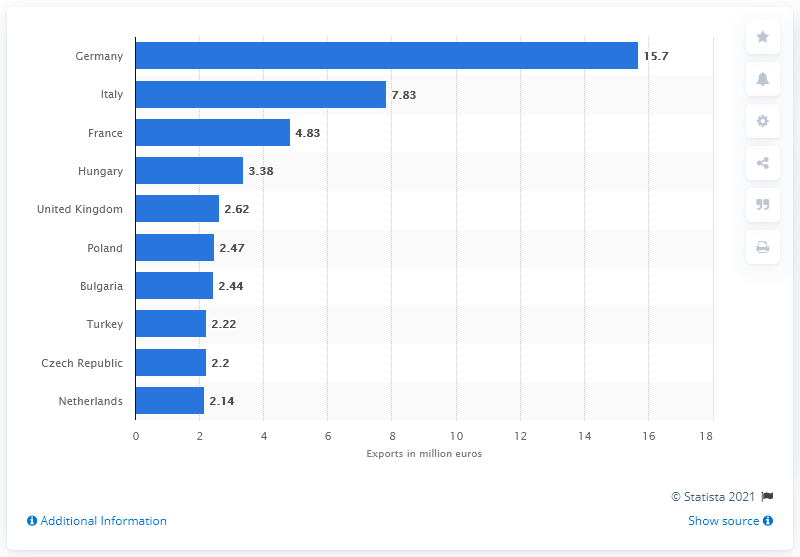 Germany 15.7
Italy 7.83
France 4.83
Hungary 3.38
United Kingdom 2.62
Poland 2.47
Bulgaria 2.44
Turkey 2.22
Czech Republic 2.2
Netherlands 2.14
0 2 4 6 8 10 12 14 16 18
Exports in million euros
© Statista 2021
Additional Information Show source